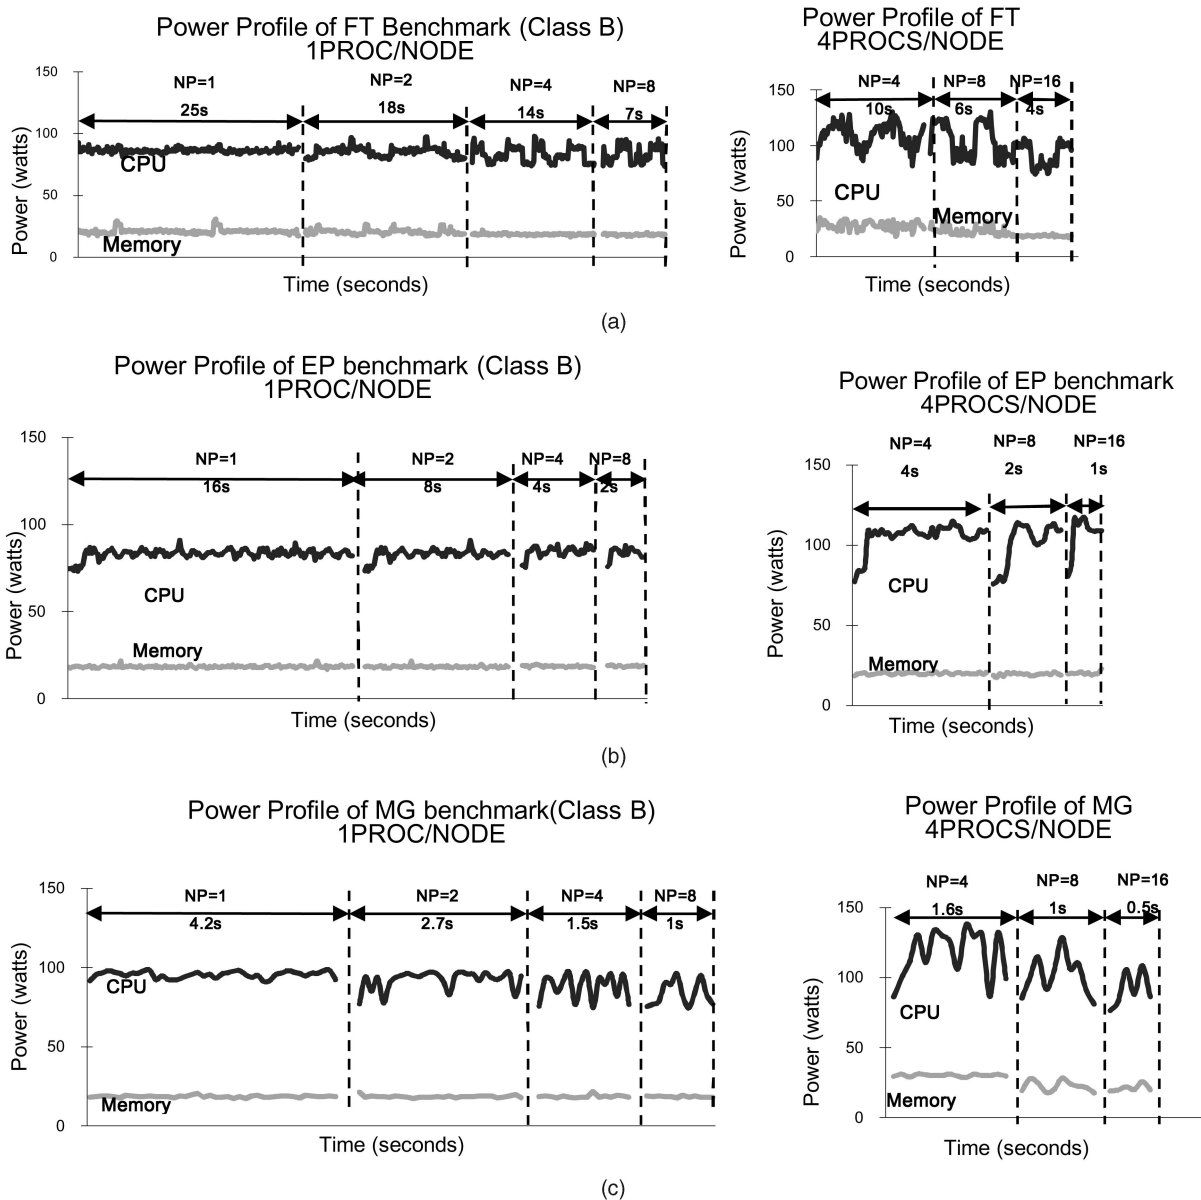 Power Profile of FT Benchmark (Class B)
1PROC/NODE
150
100
50
0
Power (watts)
NP=1
25s
NP=2
18s
NP=4
14s
NP=8
7s
CPU
Memory
Time (seconds)
Power Profile of FT
4PROCS/NODE
150
100
50
0
Power (watts)
NP=4
10s
NP=8
6s
NP=16
4s
CPU
Memory
Time (seconds)
(a)
Power Profile of EP benchmark (Class B)
1PROC/NODE
150
100
50
0
Power (watts)
NP=1
16s
NP=2
8s
NP=4
4s
NP=8
2s
CPU
Memory
Time (seconds)
Power Profile of EP benchmark
4PROCS/NODE
150
100
50
0
Power (watts)
NP=4
4s
NP=8
2s
NP=16
1s
CPU
Memory
Time (seconds)
(b)
Power Profile of MG benchmark(Class B)
1PROC/NODE
150
100
50
0
Power (watts)
NP=1
4.2s
NP=2
2.7s
NP=4
1.5s
NP=8
1s
CPU
Memory
Time (seconds)
Power Profile of MG
4PROCS/NODE
150
100
50
0
Power (watts)
NP=4
1.6s
NP=8
1s
NP=16
0.5s
CPU
Memory
Time (seconds)
(c)